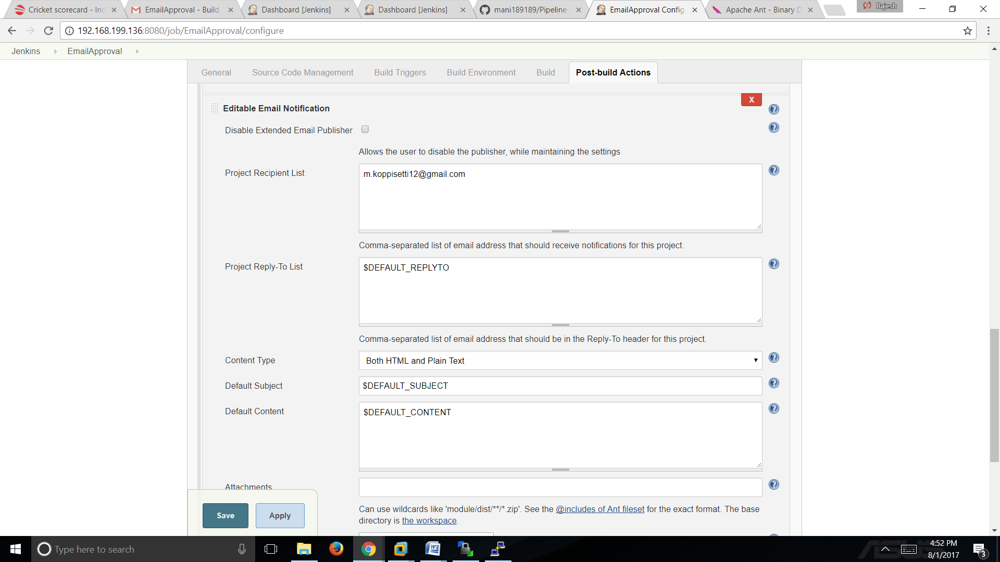 Cricket scorecard - Ind
EmailApproval - Build
Dashboard [Jenkins]
Dashboard [Jenkins]
mani189189/Pipeline-
EmailApproval Config
Apache Ant - Binary D
Rajesh
192.168.199.136:8080/job/EmailApproval/configure
Jenkins
EmailApproval
General
Source Code Management
Build Triggers
Build Environment
Build
Post-build Actions
X
Editable Email Notification
Disable Extended Email Publisher
Allows the user to disable the publisher, while maintaining the settings
Project Recipient List
m.koppisetti12@gmail.com
Comma-separated list of email address that should receive notifications for this project.
Project Reply-To List
$DEFAULT_REPLYTO
Comma-separated list of email address that should be in the Reply-To header for this project.
Content Type
Both HTML and Plain Text
Default Subject
$DEFAULT_SUBJECT
Default Content
$DEFAULT_CONTENT
Attachments
Can use wildcards like 'module/dist/**/*.zip'. See the @includes of Ant fileset for the exact format. The base
directory is the workspace.
Save
Apply
Type here to search
ASUS
4:52 PM
8/1/2017
3